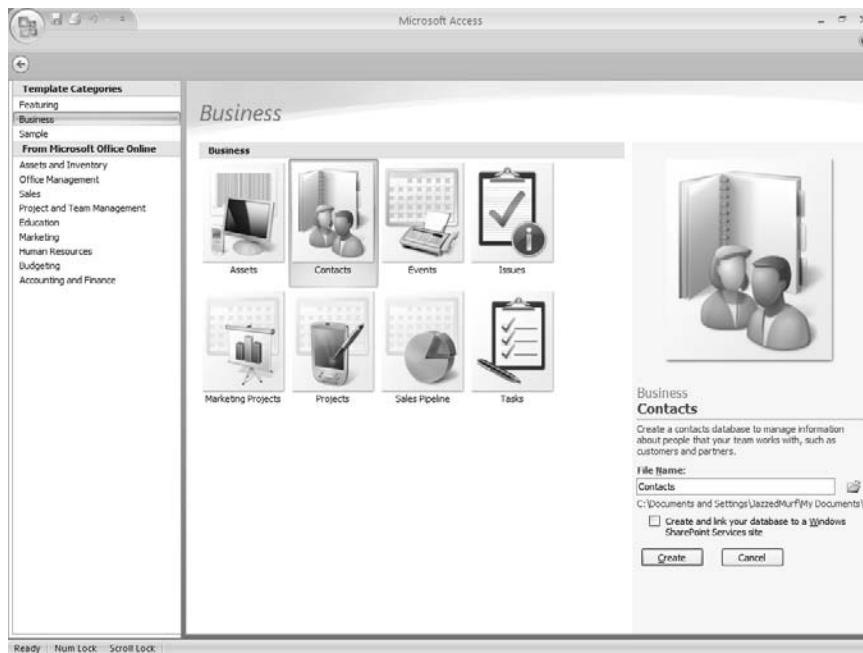 Microsoft Access
Template Categories
Featuring
Business
Sample
From Microsoft Office Online
Assets and Inventory
Office Management
Sales
Project and Team Management
Education
Marketing
Human Resources
Budgeting
Accounting and Finance
Business
Business
Assets
Contacts
Events
Issues
Marketing Projects
Projects
Sales Pipeline
Tasks
Business
Contacts
Create a contacts database to manage information
about people that your team works with, such as
customers and partners.
File Name:
Contacts
C:\Documents and Settings\JazzedMurf\My Documents\
Create and link your database to a Windows
SharePoint Services site
Create
Cancel
Ready Num Lock Scroll Lock